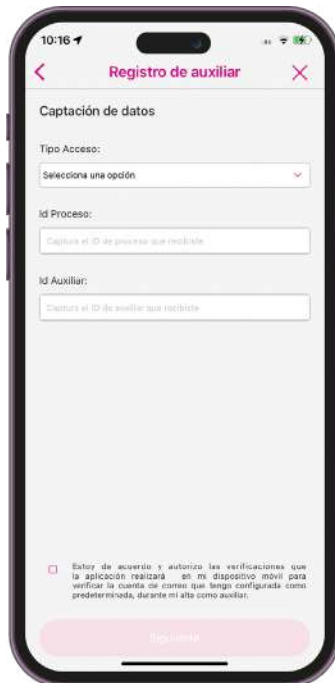 10:16
Registro de auxiliar
Captación de datos
Tipo Acceso:
Selecciona una opción
Id Proceso:
Captura el ID de proceso que recibiste
Id Auxiliar:
Captura el ID de auxiliar que recibiste
Estoy de acuerdo y autorizo las verificaciones que
la aplicación realizará en mi dispositivo móvil para
verificar la cuenta de correo que tengo configurada como
predeterminada, durante mi alta como auxiliar.
Siguiente